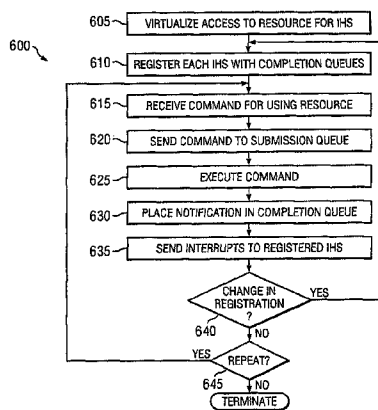 605
VIRTUALIZE ACCESS TO RESOURCE FOR IHS
600
610
REGISTER EACH IHS WITH COMPLETION QUEUES
615
RECEIVE COMMAND FOR USING RESOURCE
620
SEND COMMAND TO SUBMISSION QUEUE
625
EXECUTE COMMAND
630
PLACE NOTIFICATION IN COMPLETION QUEUE
635
SEND INTERRUPTS TO REGISTERED IHS
CHANGE IN
REGISTRATION
?
YES
640
NO
YES
REPEAT?
645
NO
TERMINATE